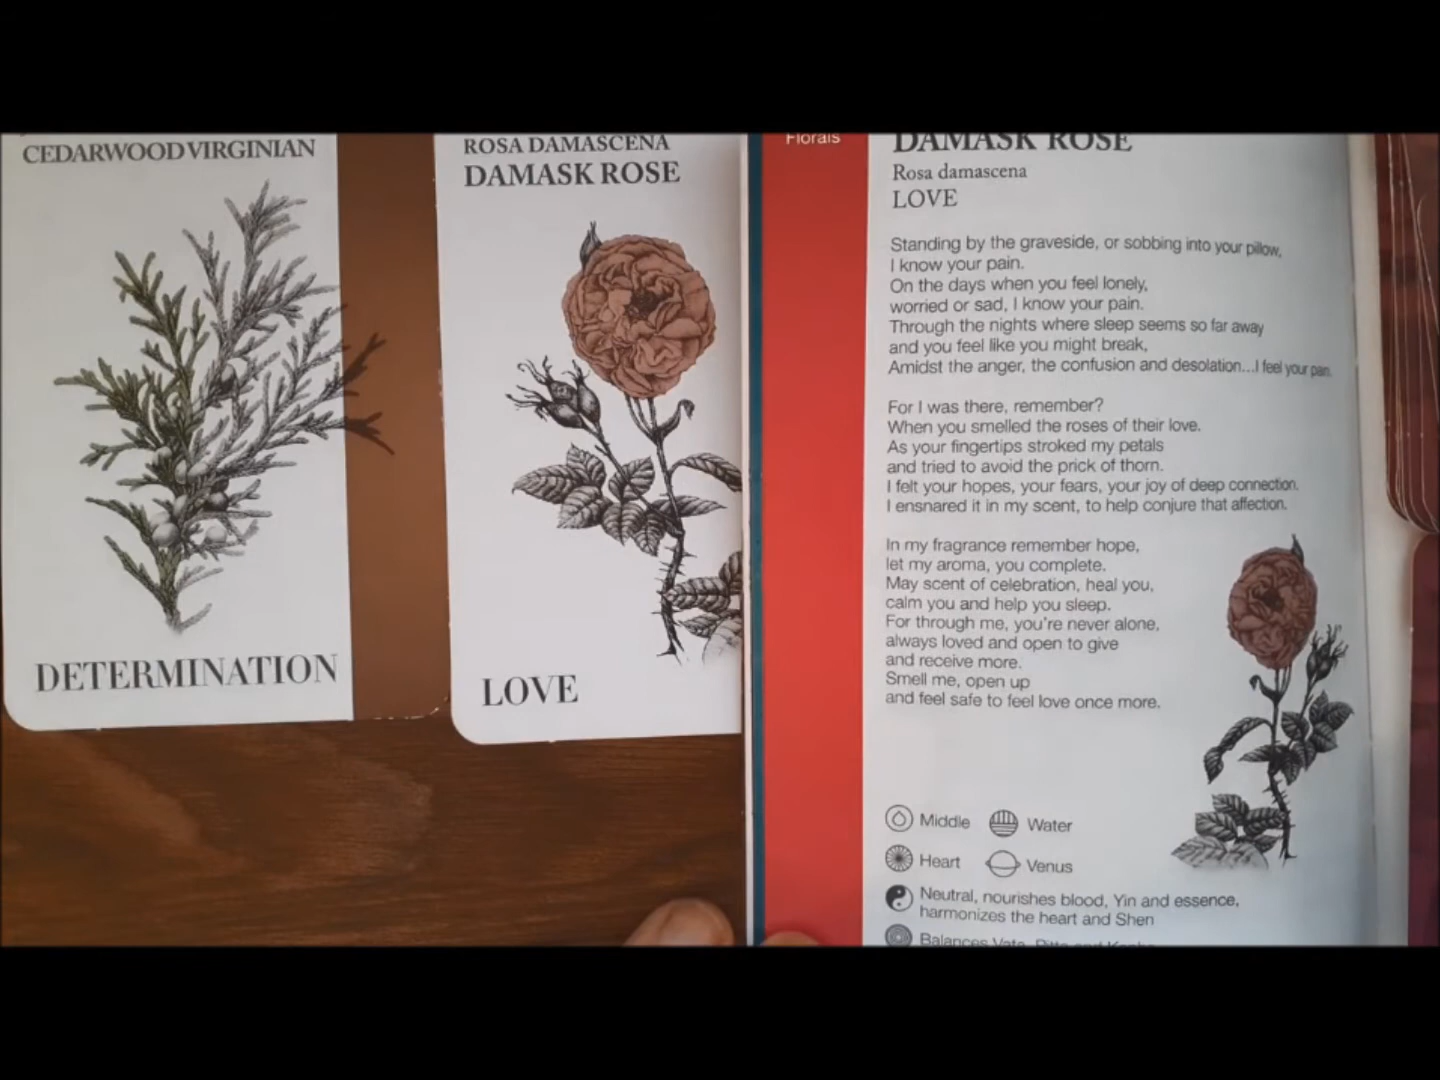 CEDARWOOD VIRGINIAN
DETERMINATION
ROSA DAMASCENA
DAMASK ROSE
LOVE
Florals
DAMASK ROSE
Rosa damascena
LOVE
Standing by the graveside, or sobbing into your pillow,
I know your pain.
On the days when you feel lonely,
worried or sad, I know your pain.
Through the nights where sleep seems so far away
and you feel like you might break,
Amidst the anger, the confusion and desolation...I feel your pain.
For I was there, remember?
When you smelled the roses of their love.
As your fingertips stroked my petals
and tried to avoid the prick of thorn.
I felt your hopes, your fears, your joy of deep connection.
I ensnared it in my scent, to help conjure that affection.
In my fragrance remember hope,
let my aroma, you complete.
May scent of celebration, heal you,
calm you and help you sleep.
For through me, you're never alone,
always loved and open to give
and receive more.
Smell me, open up
and feel safe to feel love once more.
Middle Water
Heart Venus
Neutral, nourishes blood, Yin and essence,
harmonizes the heart and Shen
Balances Vata, Pitta and Kapha